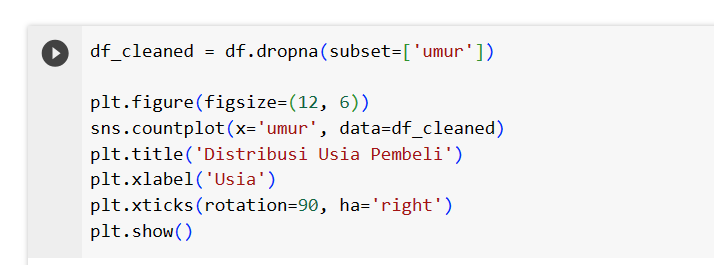 df_cleaned = df.dropna(subset=['umur'])
plt.figure(figsize=(12, 6))
sns.countplot(x='umur', data=df_cleaned)
plt.title('Distribusi Usia Pembeli')
plt.xlabel('Usia')
plt.xticks(rotation=90, ha='right')
plt.show()